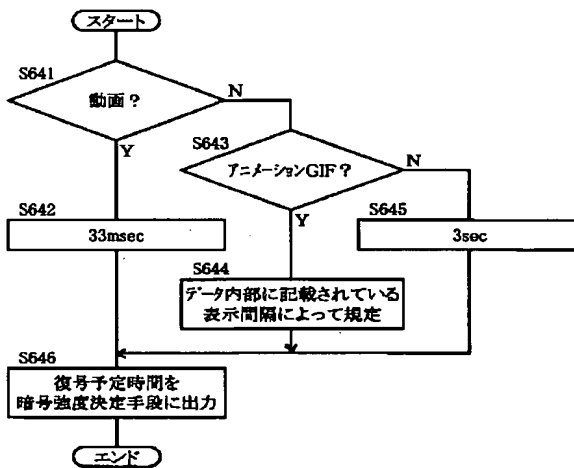 スタート
S641
動画?
N
Y
S643
アニメーションGIF?
N
Y
S642
33msec
S645
3sec
S644
データ内部に記載されている
表示間隔によって規定
S646
復号予定時間を
暗号強度決定手段に出力
エンド